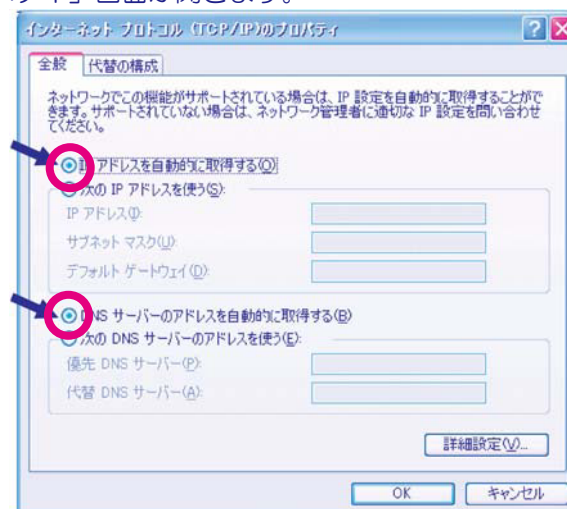 インターネット プロトコル (TCP/IP)のプロパティ
全般
代替の構成
ネットワークでこの機能がサポートされている場合は、IP 設定を自動的に取得することがで
きます。サポートされていない場合は、ネットワーク管理者に適切な IP 設定を問い合わせ
てください。
IP アドレスを自動的に取得する(O)
次の IP アドレスを使う(S):
IP アドレス(I):
サブネット マスク(U):
デフォルト ゲートウェイ(D):
DNS サーバーのアドレスを自動的に取得する(B)
次の DNS サーバーのアドレスを使う(E):
優先 DNS サーバー(P):
代替 DNS サーバー(A):
詳細設定(V)...
OK
キャンセル